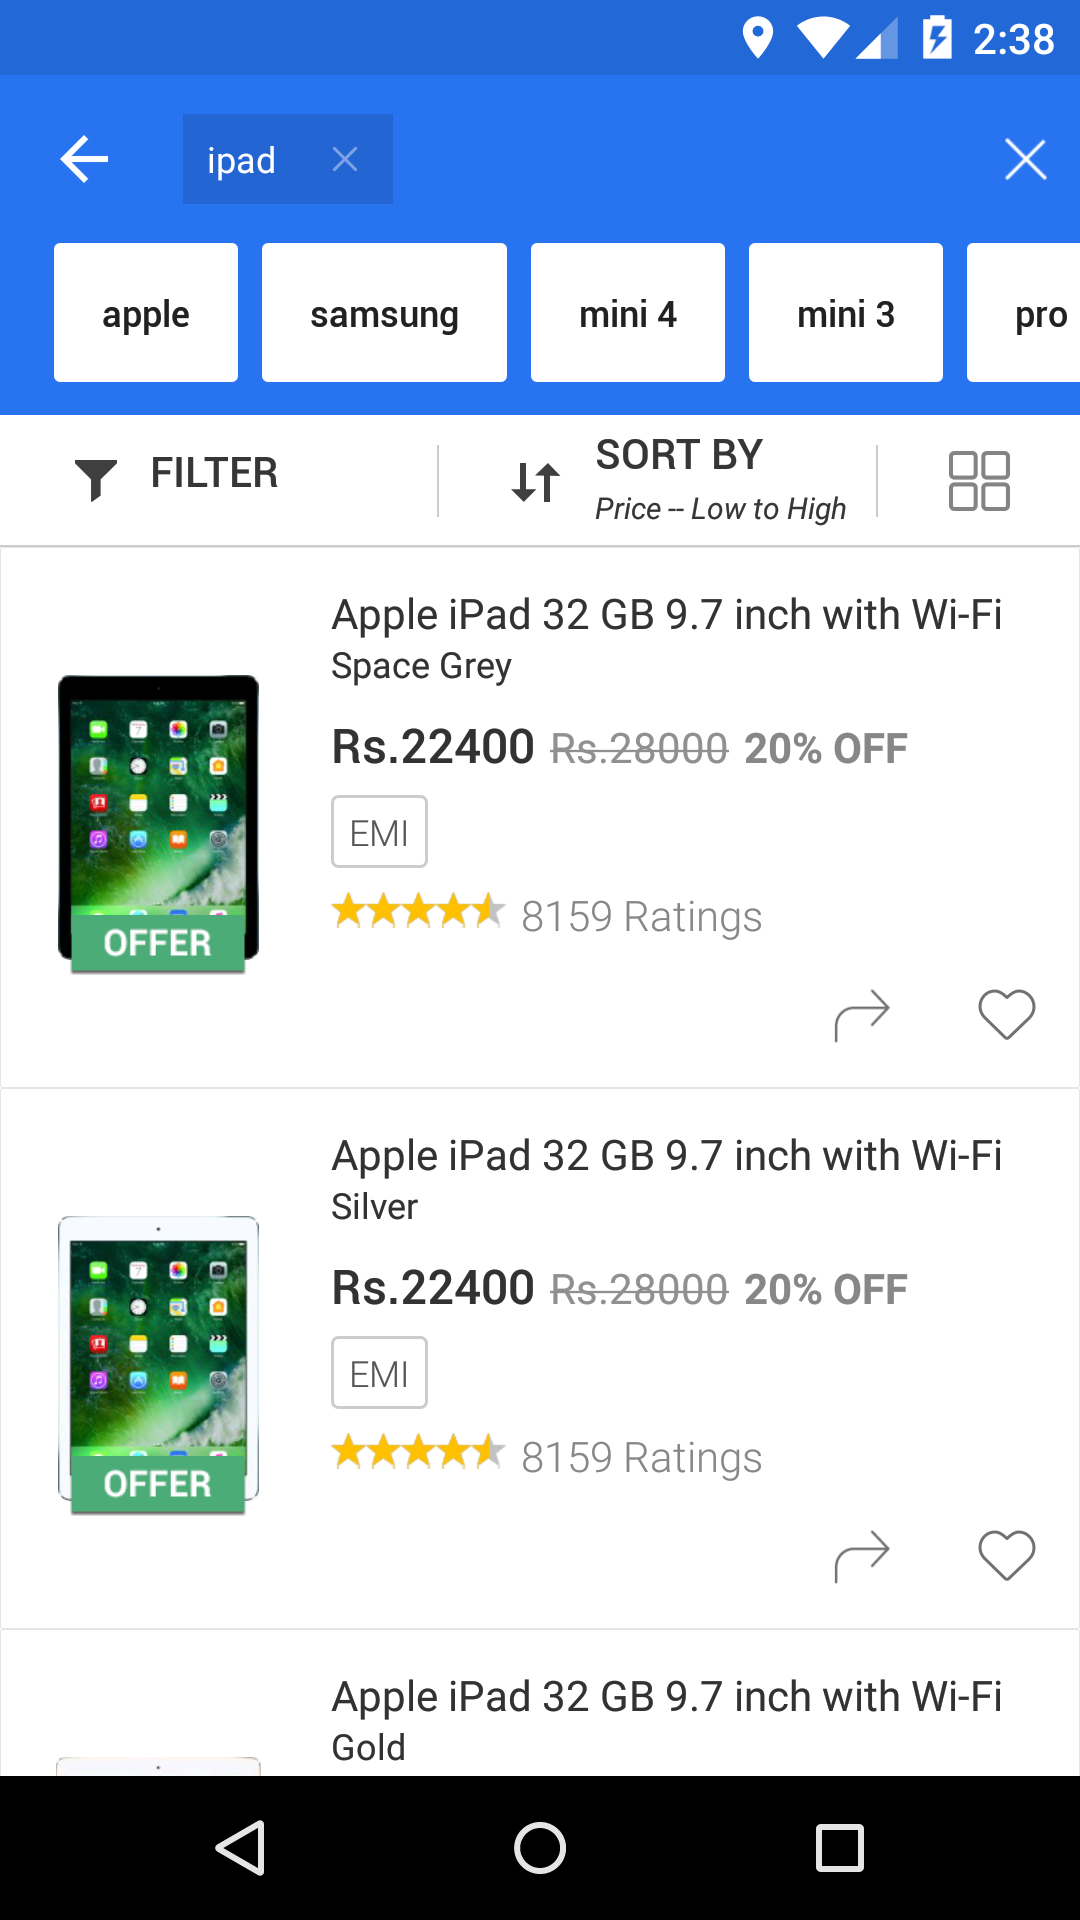 2:38
ipad
apple samsung mini 4 mini 3 pro
FILTER
SORT BY
Price -- Low to High
Apple iPad 32 GB 9.7 inch with Wi-Fi
Space Grey
Rs.22400 Rs.28000 20% OFF
EMI
8159 Ratings
OFFER
Apple iPad 32 GB 9.7 inch with Wi-Fi
Silver
Rs.22400 Rs.28000 20% OFF
EMI
8159 Ratings
OFFER
Apple iPad 32 GB 9.7 inch with Wi-Fi
Gold